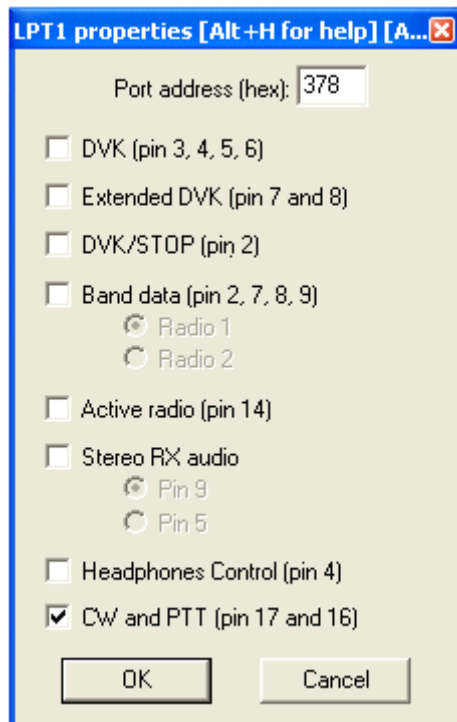 LPT1 properties [Alt+H for help] [A...
Port address (hex): 378
DVK (pin 3, 4, 5, 6)
Extended DVK (pin 7 and 8)
DVK/STOP (pin 2)
Band data (pin 2, 7, 8, 9)
Radio 1
Radio 2
Active radio (pin 14)
Stereo RX audio
Pin 9
Pin 5
Headphones Control (pin 4)
CW and PTT (pin 17 and 16)
OK Cancel